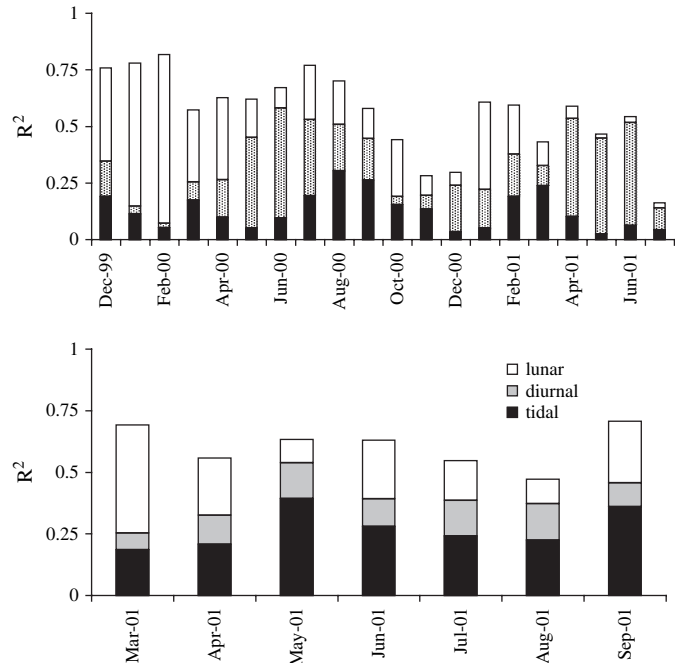 1
0.75
R²
0.5
0.25
0
Dec-99
Feb-00
Apr-00
Jun-00
Aug-00
Oct-00
Dec-00
Feb-01
Apr-01
Jun-01
1
lunar
diurnal
tidal
0.75
R²
0.5
0.25
0
Mar-01
Apr-01
May-01
Jun-01
Jul-01
Aug-01
Sep-01